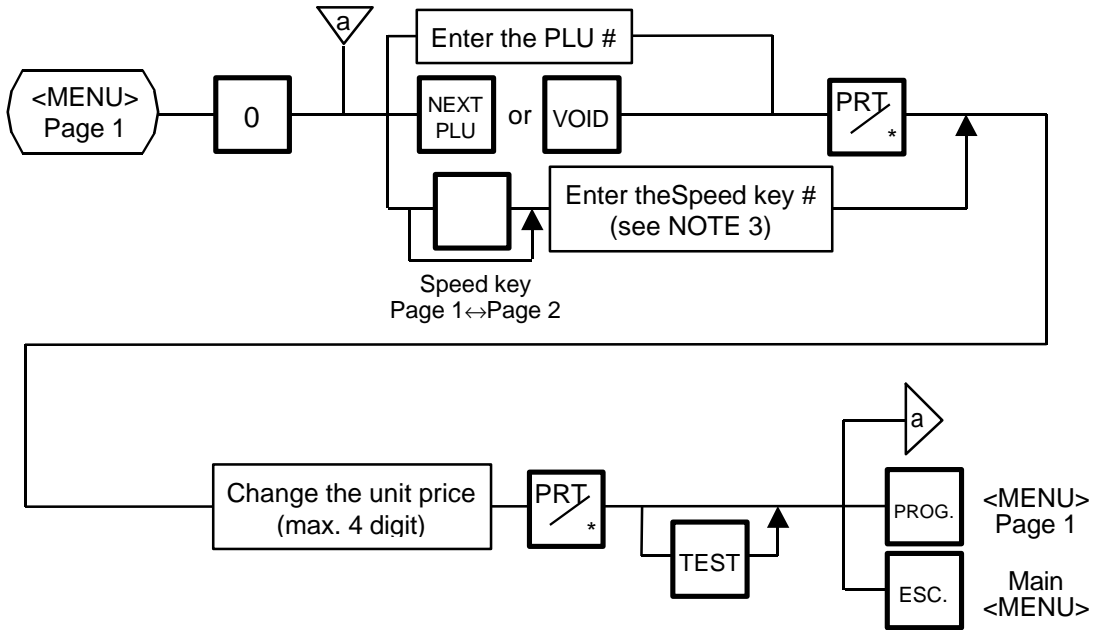 a
Enter the PLU #
<MENU>
Page 1
0
NEXT
PLU
or
VOID
PRT
*
Enter theSpeed key #
(see NOTE 3)
Speed key
Page 1↔Page 2
a
Change the unit price
(max. 4 digit)
PRT
*
TEST
PROG.
<MENU>
Page 1
ESC.
Main
<MENU>